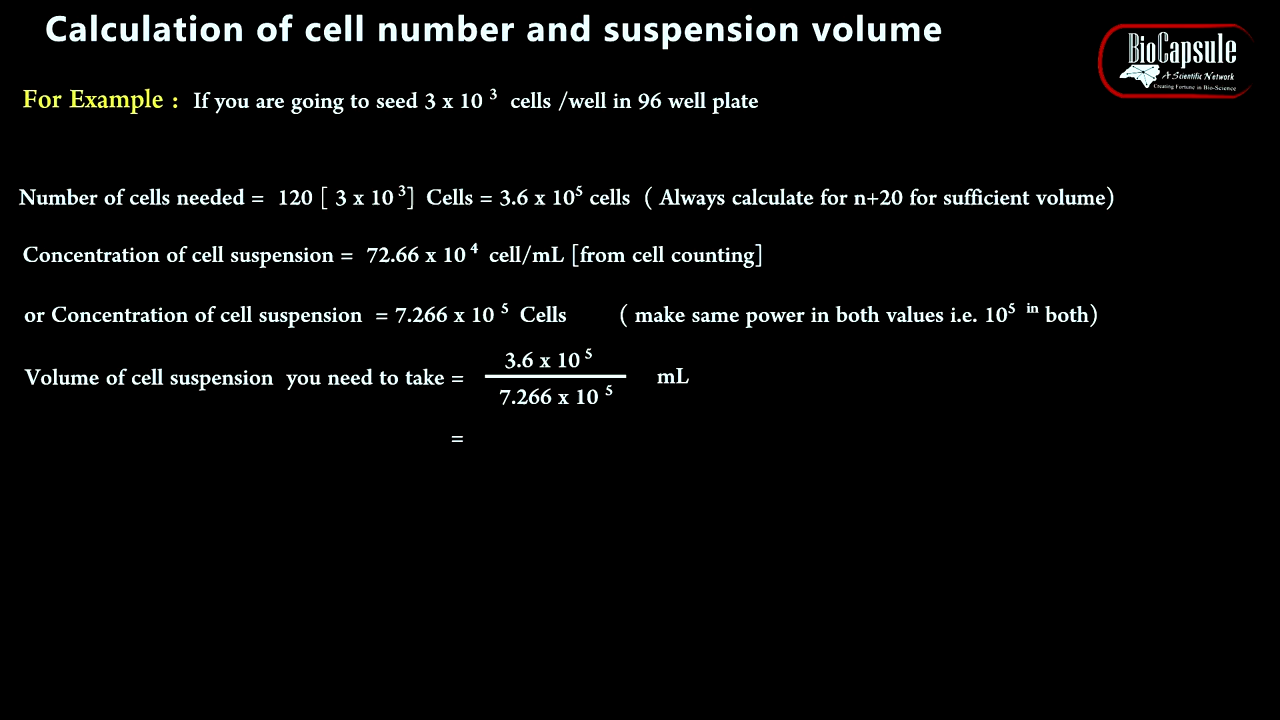 Calculation of cell number and suspension volume
BioCapsule
A Scientific Network
Creating Fortune in Bio-Science
For Example : If you are going to seed 3 x 10 ³ cells /well in 96 well plate
Number of cells needed = 120 [ 3 x 10 ³] Cells = 3.6 x 10⁵ cells ( Always calculate for n+20 for sufficient volume)
Concentration of cell suspension = 72.66 x 10 ⁴ cell/mL [from cell counting]
or Concentration of cell suspension = 7.266 x 10 ⁵ Cells ( make same power in both values i.e. 10⁵ ⁱⁿ both)
3.6 x 10 ⁵
Volume of cell suspension you need to take = mL
7.266 x 10 ⁵
=